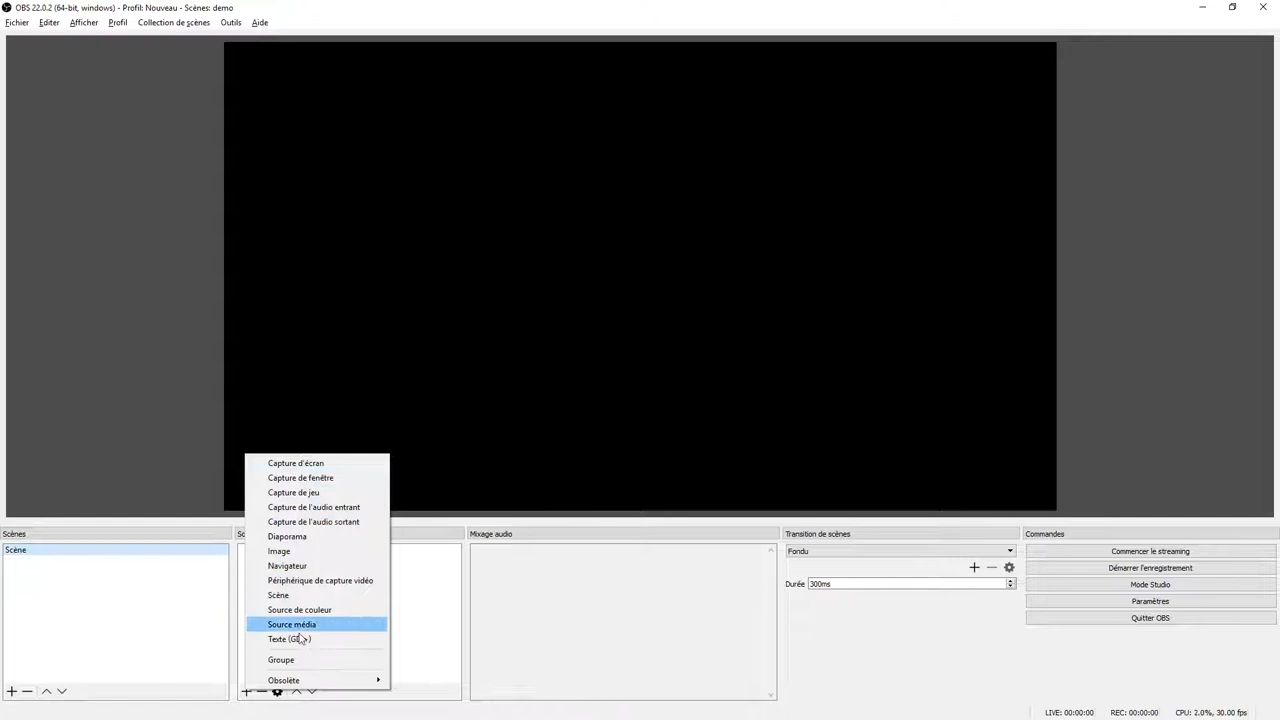 OBS 22.0.2 (64-bit, windows) - Profil: Nouveau - Scènes: demo
Fichier Editer Afficher Profil Collection de scènes Outils Aide
Capture d'écran
Capture de fenêtre
Capture de jeu
Capture de l'audio entrant
Capture de l'audio sortant
Diaporama
Image
Navigateur
Périphérique de capture vidéo
Scène
Source de couleur
Source média
Texte
Groupe
Obsolète
Scènes
Scène
Mixage audio
Transition de scènes
Fondu
Durée 300ms
Commandes
Commencer le streaming
Démarrer l'enregistrement
Mode Studio
Paramètres
Quitter OBS
LIVE: 00:00:00 REC: 00:00:00 CPU: 2.0%, 30.00 fps